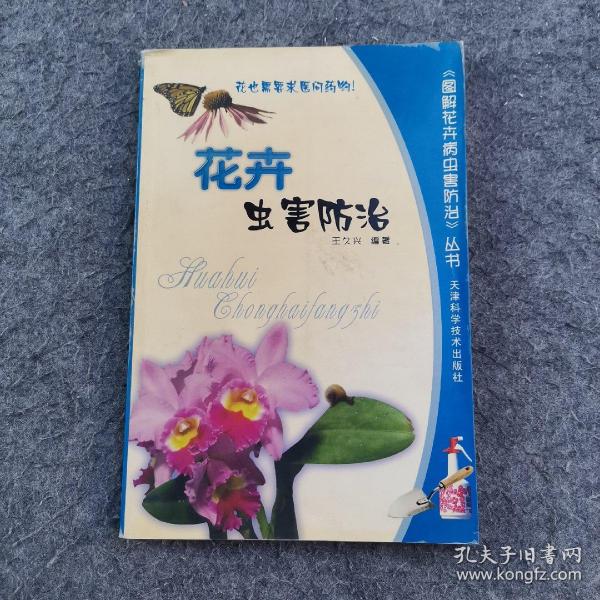 花也需要求医问药哟!
花卉
虫害防治
王久兴 编著
Huahui
Chonghaifangzhi
《图解花卉病虫害防治》丛书
天津科学技术出版社
孔夫子旧书网
www.kongfz.com